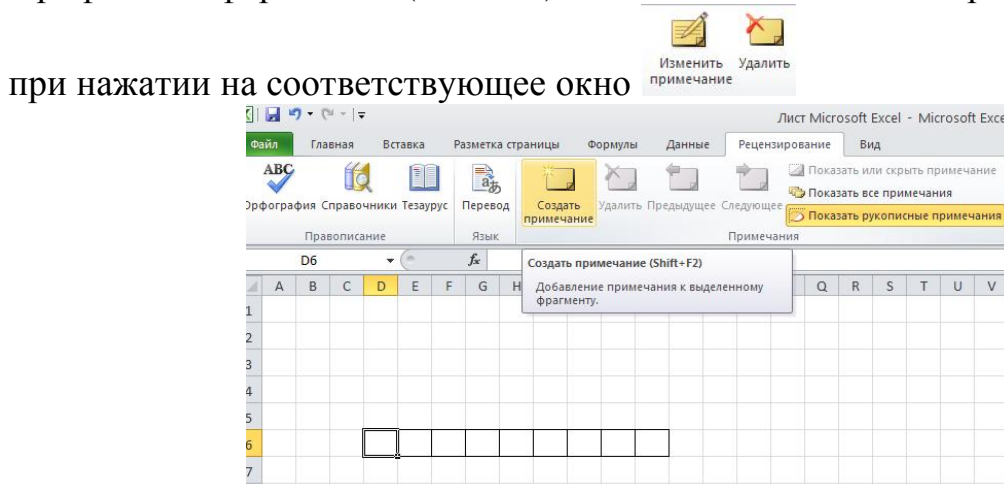 Изменить Удалить
примечание
при нажатии на соответствующее окно
Лист Microsoft Excel - Microsoft Exce
Файл Главная Вставка Разметка страницы Формулы Данные Рецензирование Вид
ABC
Орфография Справочники Тезаурус Перевод Создать примечание Удалить Предыдущее Следующее
Показать или скрыть примечание
Показать все примечания
Показать рукописные примечания
Правописание Язык Примечания
D6 fx
Создать примечание (Shift+F2)
Добавление примечания к выделенному
фрагменту.
A B C D E F G H Q R S T U V
1
2
3
4
5
6
7